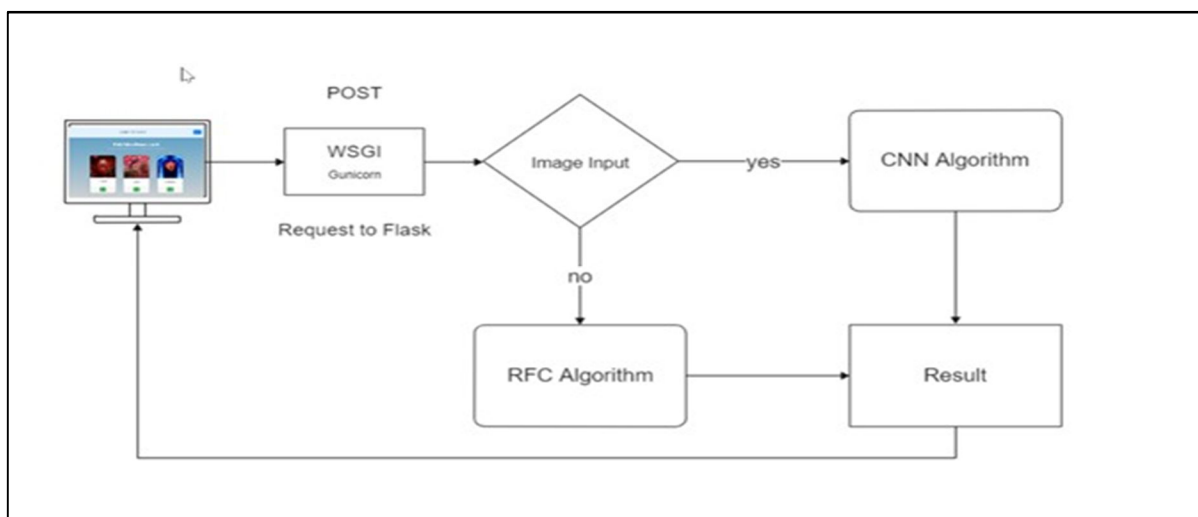 POST
WSGI
Gunicorn
Request to Flask
Image Input
yes
CNN Algorithm
no
RFC Algorithm
Result